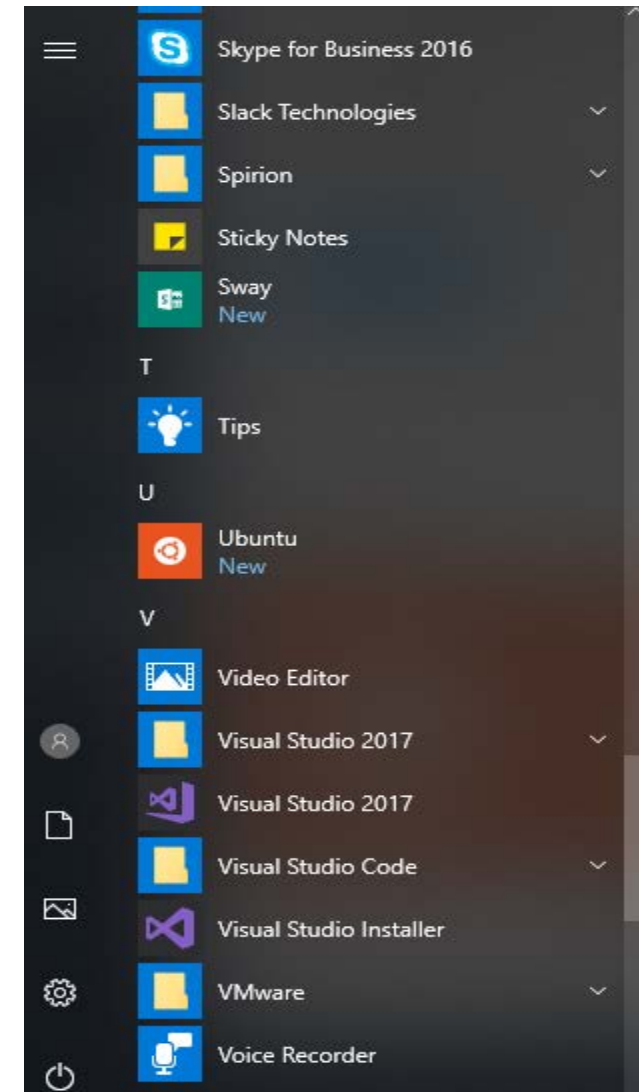 Skype for Business 2016
Slack Technologies
Spirion
Sticky Notes
Sway
New
T
Tips
U
Ubuntu
New
V
Video Editor
Visual Studio 2017
Visual Studio 2017
Visual Studio Code
Visual Studio Installer
VMware
Voice Recorder